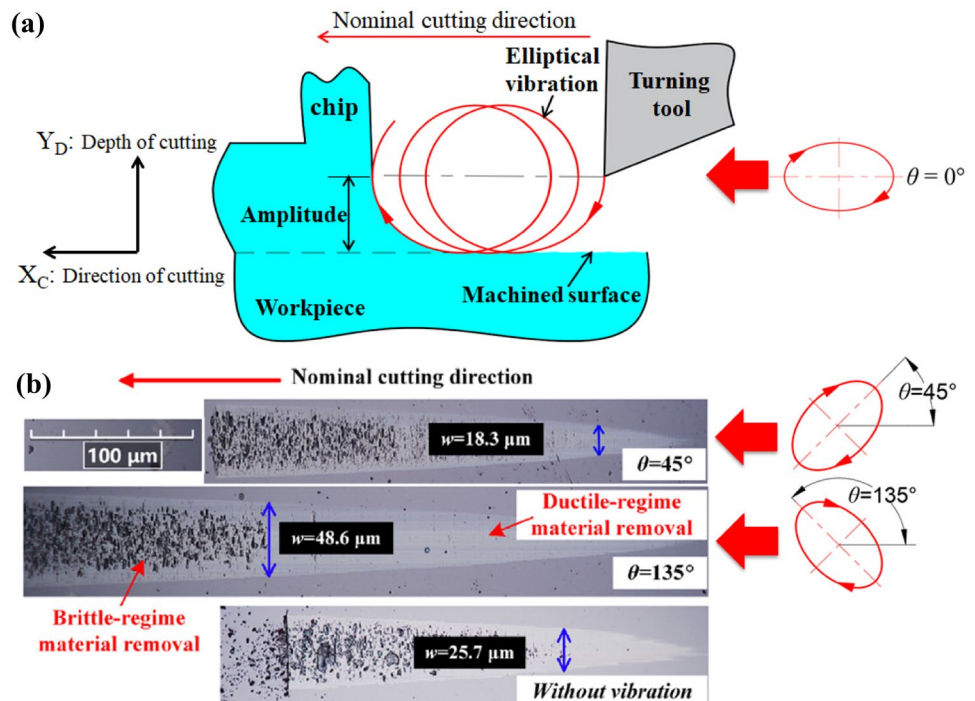 (a)
Nominal cutting direction
Elliptical
vibration
Turning
tool
chip
Y_D: Depth of cutting
θ = 0°
Amplitude
X_C: Direction of cutting
Machined surface
Workpiece
(b)
Nominal cutting direction
θ=45°
100 μm
w=18.3 μm
θ=45°
θ=135°
Ductile-regime
material removal
w=48.6 μm
θ=135°
Brittle-regime
material removal
w=25.7 μm
Without vibration